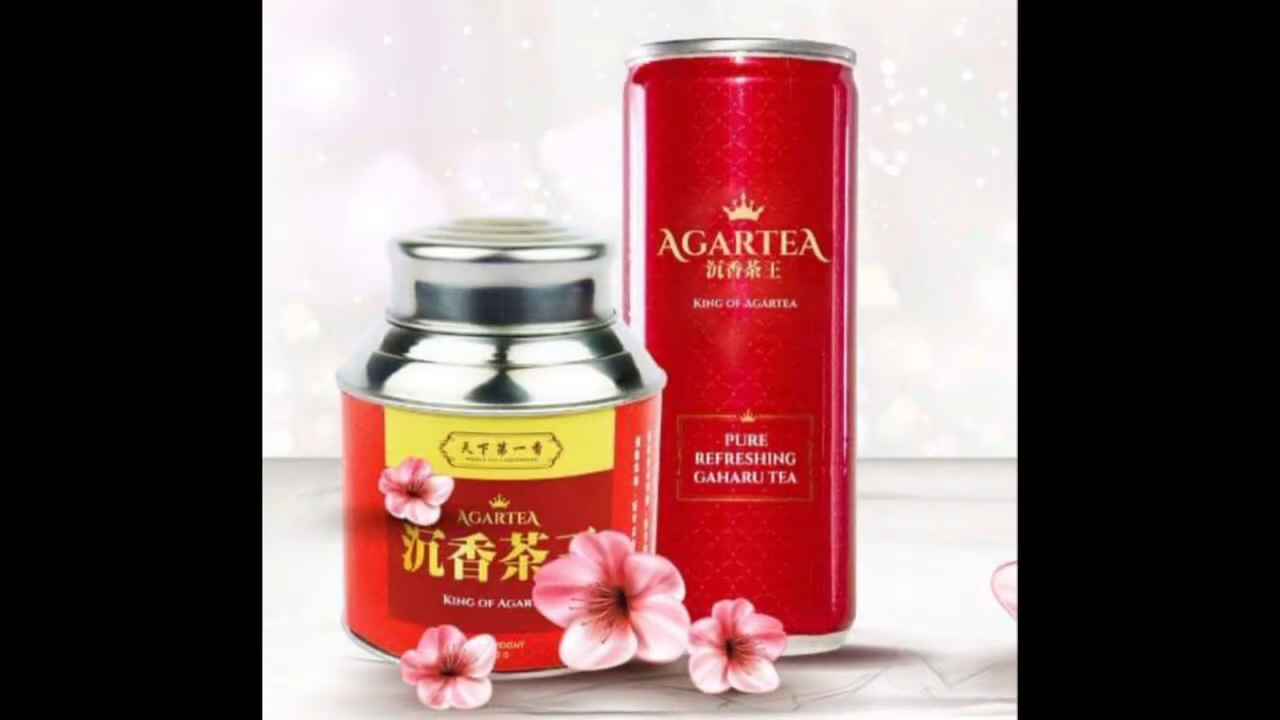 AGARTEA
沉香茶王
KING OF AGARTEA
PURE
REFRESHING
GAHARU TEA
天下第一香
AGARTEA
沉香茶
KING OF AGAR